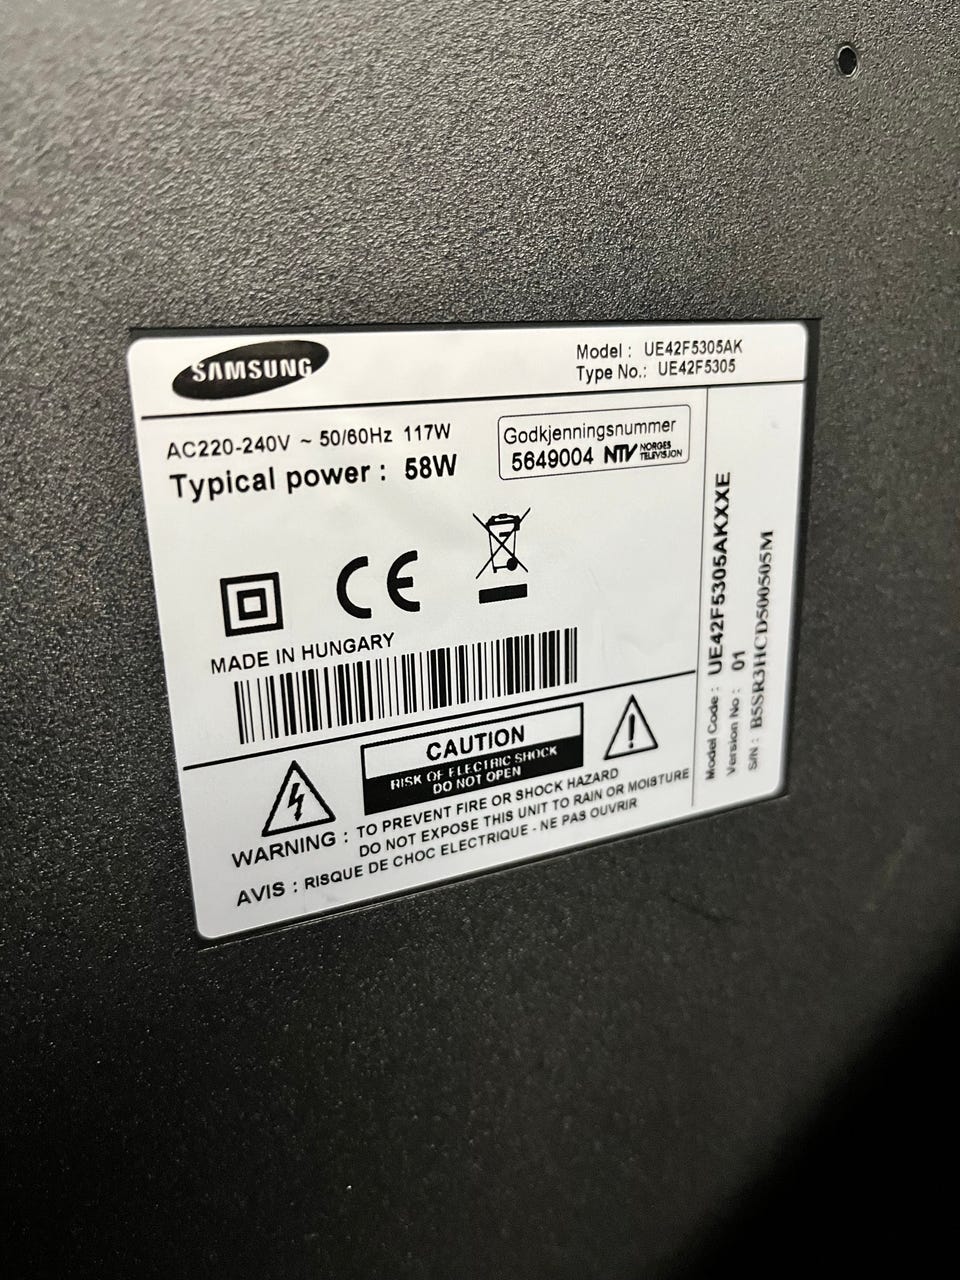 SAMSUNG
Model : UE42F5305AK
Type No.: UE42F5305
AC220-240V ~ 50/60Hz 117W
Typical power : 58W
Godkjenningsnummer
5649004 NTV NORGES TELEVISJON
CE
MADE IN HUNGARY
CAUTION
RISK OF ELECTRIC SHOCK
DO NOT OPEN
WARNING : TO PREVENT FIRE OR SHOCK HAZARD
DO NOT EXPOSE THIS UNIT TO RAIN OR MOISTURE
AVIS : RISQUE DE CHOC ELECTRIQUE - NE PAS OUVRIR
Model Code : UE42F5305AKXXE
Version No : 01
S/N : B5SR3HCD500505M